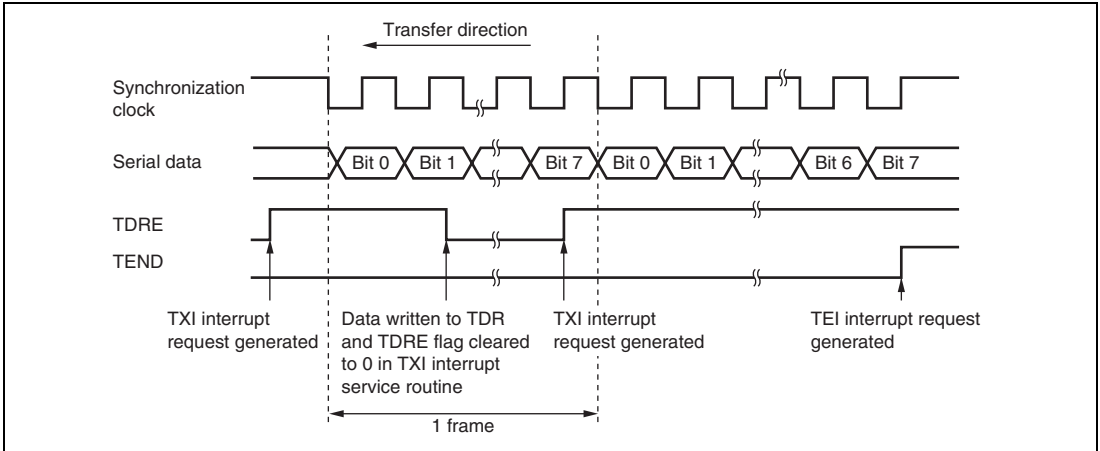 Transfer direction
Synchronization
clock
Serial data
Bit 0
Bit 1
Bit 7
Bit 0
Bit 1
Bit 6
Bit 7
TDRE
TEND
TXI interrupt
request generated
Data written to TDR
and TDRE flag cleared
to 0 in TXI interrupt
service routine
TXI interrupt
request generated
TEI interrupt request
generated
1 frame